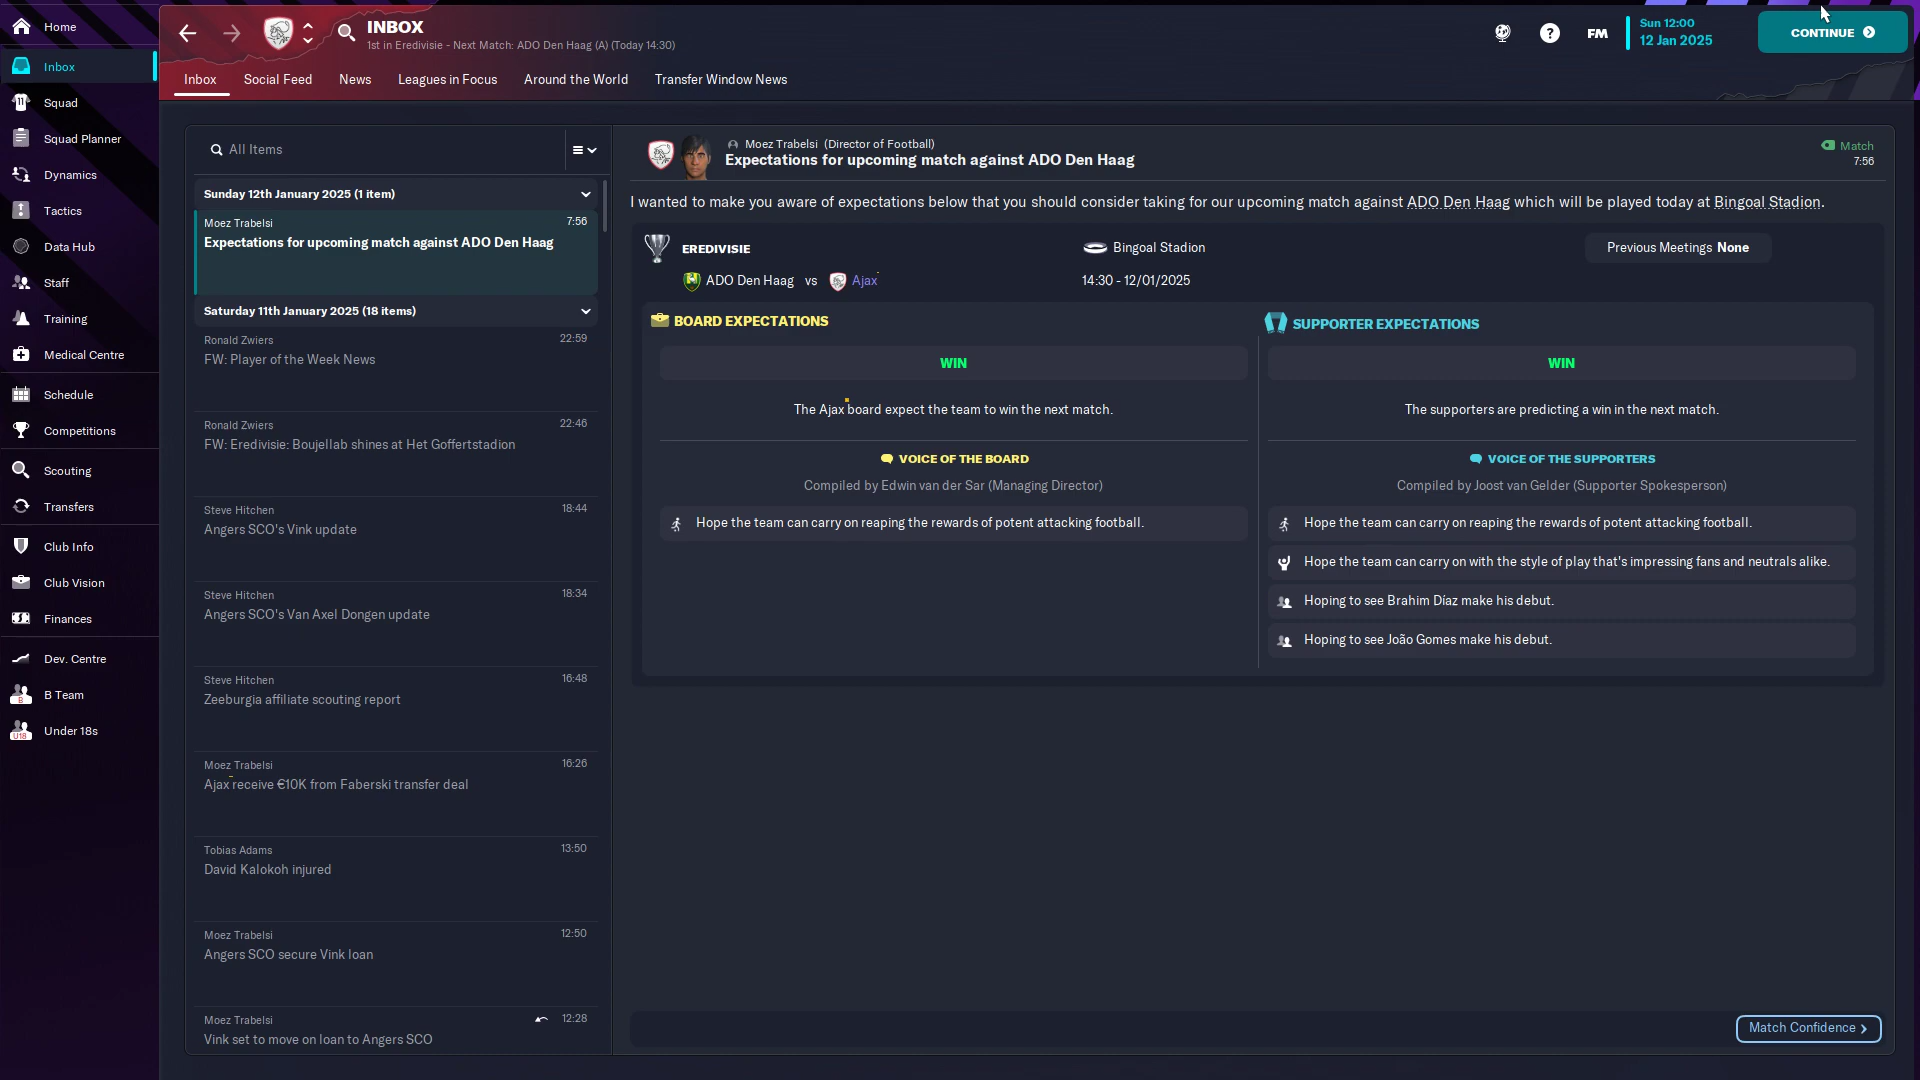 Home
Inbox
Squad
Squad Planner
Dynamics
Tactics
Data Hub
Staff
Training
Medical Centre
Schedule
Competitions
Scouting
Transfers
Club Info
Club Vision
Finances
Dev. Centre
B
B Team
U18
Under 18s
INBOX
1st in Eredivisie - Next Match: ADO Den Haag (A) (Today 14:30)
?
FM
Sun 12:00
12 Jan 2025
CONTINUE
Inbox
Social Feed
News
Leagues in Focus
Around the World
Transfer Window News
All Items
Sunday 12th January 2025 (1 item)
Moez Trabelsi
7:56
Expectations for upcoming match against ADO Den Haag
Saturday 11th January 2025 (18 items)
Ronald Zwiers
22:59
FW: Player of the Week News
Ronald Zwiers
22:46
FW: Eredivisie: Boujellab shines at Het Goffertstadion
Steve Hitchen
18:44
Angers SCO's Vink update
Steve Hitchen
18:34
Angers SCO's Van Axel Dongen update
Steve Hitchen
16:48
Zeeburgia affiliate scouting report
Moez Trabelsi
16:26
Ajax receive €10K from Faberski transfer deal
Tobias Adams
13:50
David Kalokoh injured
Moez Trabelsi
12:50
Angers SCO secure Vink loan
Moez Trabelsi
12:28
Vink set to move on loan to Angers SCO
Moez Trabelsi (Director of Football)
Expectations for upcoming match against ADO Den Haag
Match
7:56
I wanted to make you aware of expectations below that you should consider taking for our upcoming match against ADO Den Haag which will be played today at Bingoal Stadion.
EREDIVISIE
Bingoal Stadion
Previous Meetings None
ADO Den Haag vs Ajax
14:30 - 12/01/2025
BOARD EXPECTATIONS
WIN
The Ajax board expect the team to win the next match.
VOICE OF THE BOARD
Compiled by Edwin van der Sar (Managing Director)
Hope the team can carry on reaping the rewards of potent attacking football.
SUPPORTER EXPECTATIONS
WIN
The supporters are predicting a win in the next match.
VOICE OF THE SUPPORTERS
Compiled by Joost van Gelder (Supporter Spokesperson)
Hope the team can carry on reaping the rewards of potent attacking football.
Hope the team can carry on with the style of play that's impressing fans and neutrals alike.
Hoping to see Brahim Díaz make his debut.
Hoping to see João Gomes make his debut.
Match Confidence